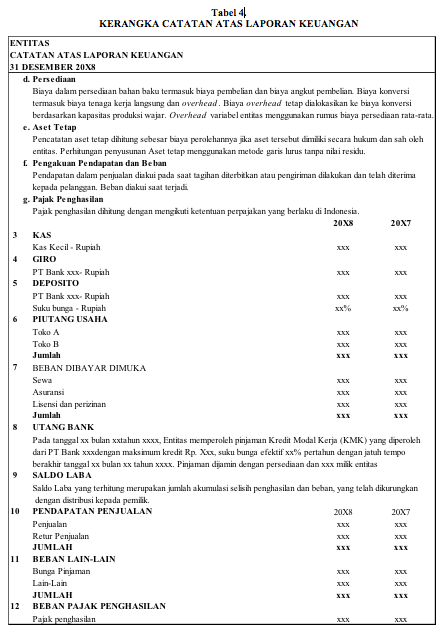 Tabel 4.
KERANGKA CATATAN ATAS LAPORAN KEUANGAN
ENTITAS
CATATAN ATAS LAPORAN KEUANGAN
31 DESEMBER 20X8
d. Persediaan
Biaya dalam persediaan bahan baku termasuk biaya pembelian dan biaya angkut pembelian. Biaya konversi
termasuk biaya tenaga kerja langsung dan overhead. Biaya overhead tetap dialokasikan ke biaya konversi
berdasarkan kapasitas produksi wajar. Overhead variabel entitas menggunakan rumus biaya persediaan rata-rata.
e. Aset Tetap
Pencatatan aset tetap dihitung sebesar biaya perolehannya jika aset tersebut dimiliki secara hukum dan sah oleh
entitas. Perhitungan penyusunan Aset tetap menggunakan metode garis lurus tanpa nilai residu.
f. Pengakuan Pendapatan dan Beban
Pendapatan dalam penjualan diakui pada saat tagihan diterbitkan atau pengiriman dilakukan dan telah diterima
kepada pelanggan. Beban diakui saat terjadi.
g. Pajak Penghasilan
Pajak penghasilan dihitung dengan mengikuti ketentuan perpajakan yang berlaku di Indonesia.
20X8 20X7
3 KAS
Kas Kecil - Rupiah xxx xxx
4 GIRO
PT Bank xxx- Rupiah xxx xxx
5 DEPOSITO
PT Bank xxx- Rupiah xxx xxx
Suku bunga - Rupiah xx% xx%
6 PIUTANG USAHA
Toko A xxx xxx
Toko B xxx xxx
Jumlah xxx xxx
7 BEBAN DIBAYAR DIMUKA
Sewa xxx xxx
Asuransi xxx xxx
Lisensi dan perizinan xxx xxx
Jumlah xxx xxx
8 UTANG BANK
Pada tanggal xx bulan xxtahun xxxx, Entitas memperoleh pinjaman Kredit Modal Kerja (KMK) yang diperoleh
dari PT Bank xxxdengan maksimum kredit Rp. Xxx, suku bunga efektif xx% pertahun dengan jatuh tempo
berakhir tanggal xx bulan xx tahun xxxx. Pinjaman dijamin dengan persediaan dan xxx milik entitas
9 SALDO LABA
Saldo Laba yang terhitung merupakan jumlah akumulasi selisih penghasilan dan beban, yang telah dikurungkan
dengan distribusi kepada pemilik.
10 PENDAPATAN PENJUALAN 20X8 20X7
Penjualan xxx xxx
Retur Penjualan xxx xxx
JUMLAH xxx xxx
11 BEBAN LAIN-LAIN
Bunga Pinjaman xxx xxx
Lain-Lain xxx xxx
JUMLAH xxx xxx
12 BEBAN PAJAK PENGHASILAN
Pajak penghasilan xxx xxx